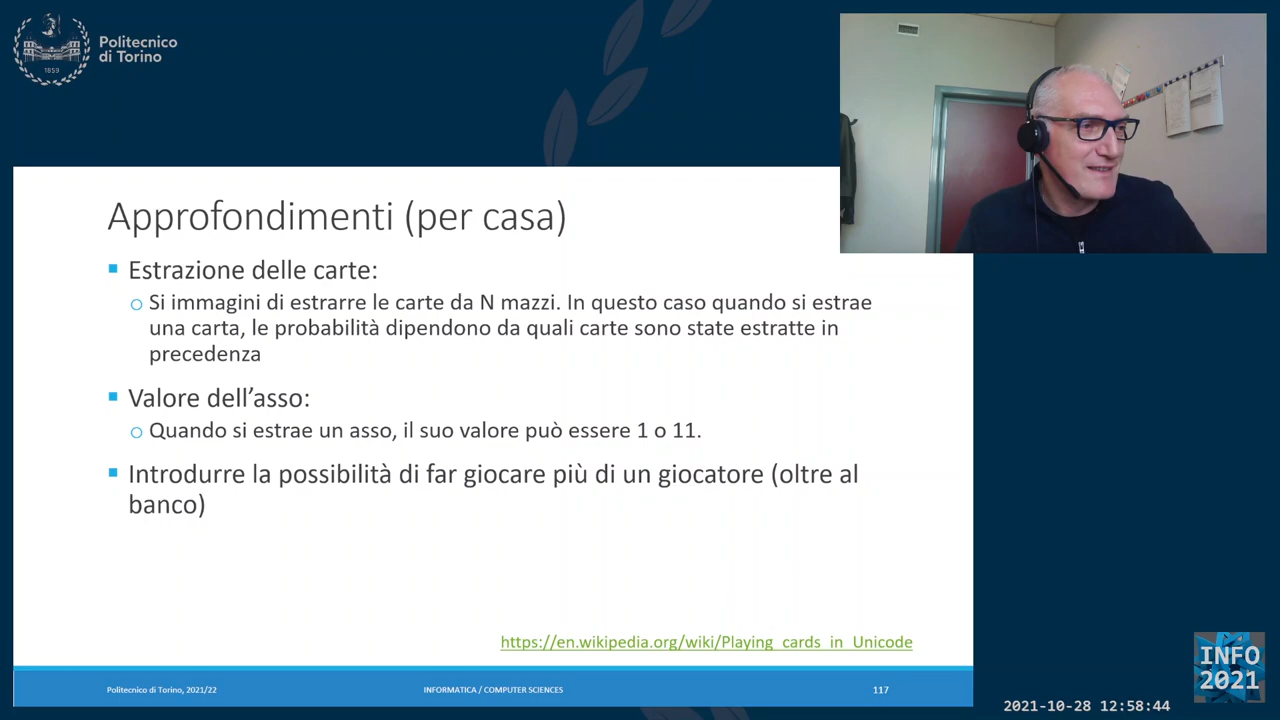 Politecnico
di Torino
1859
Approfondimenti (per casa)
Estrazione delle carte:
Si immagini di estrarre le carte da N mazzi. In questo caso quando si estrae
una carta, le probabilità dipendono da quali carte sono state estratte in
precedenza
Valore dell’asso:
Quando si estrae un asso, il suo valore può essere 1 o 11.
Introdurre la possibilità di far giocare più di un giocatore (oltre al
banco)
https://en.wikipedia.org/wiki/Playing_cards_in_Unicode
Politecnico di Torino, 2021/22
INFORMATICA / COMPUTER SCIENCES
117
INFO
2021
2021-10-28 12:58:44